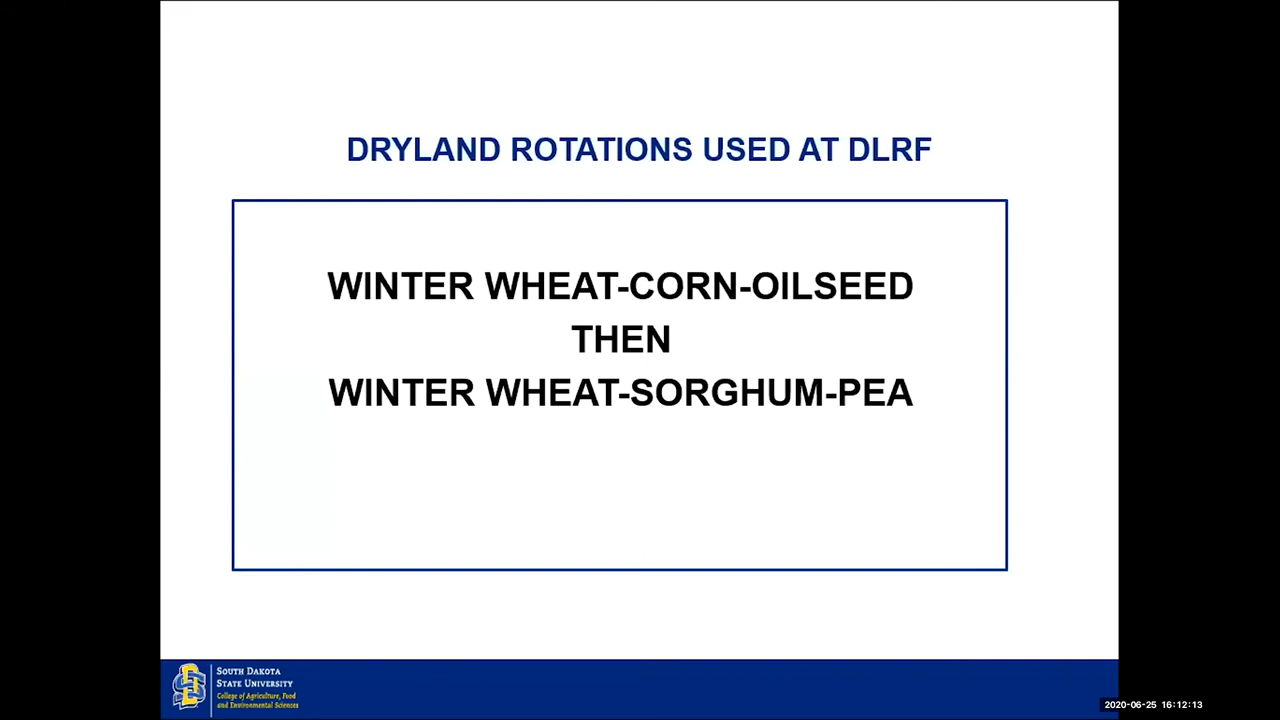 DRYLAND ROTATIONS USED AT DLRF
WINTER WHEAT-CORN-OILSEED
THEN
WINTER WHEAT-SORGHUM-PEA
SOUTH DAKOTA
STATE UNIVERSITY
College of Agriculture, Food
and Environmental Sciences
2020-06-25 16:12:13